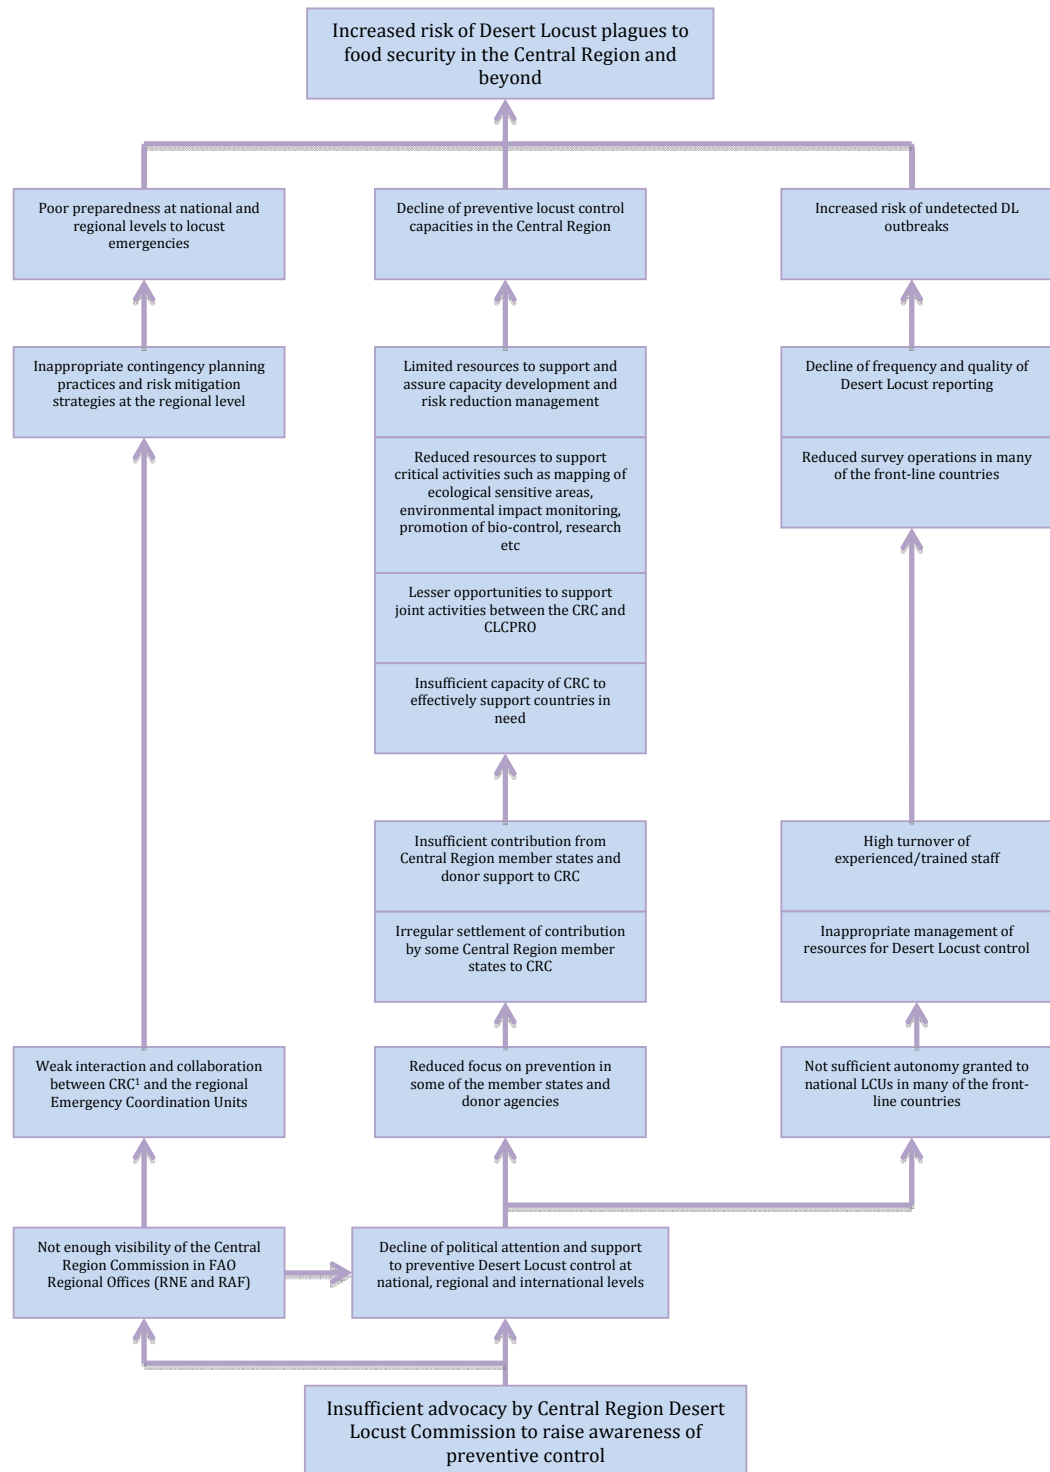 Increased risk of Desert Locust plagues to
food security in the Central Region and
beyond
Poor preparedness at national and
regional levels to locust
emergencies
Decline of preventive locust control
capacities in the Central Region
Increased risk of undetected DL
outbreaks
Inappropriate contingency planning
practices and risk mitigation
strategies at the regional level
Limited resources to support and
assure capacity development and
risk reduction management
Decline of frequency and quality of
Desert Locust reporting
Reduced resources to support
critical activities such as mapping of
ecological sensitive areas,
environmental impact monitoring,
promotion of bio-control, research
etc
Reduced survey operations in many
of the front-line countries
Lesser opportunities to support
joint activities between the CRC and
CLCPRO
Insufficient capacity of CRC to
effectively support countries in
need
Insufficient contribution from
Central Region member states and
donor support to CRC
High turnover of
experienced/trained staff
Irregular settlement of contribution
by some Central Region member
states to CRC
Inappropriate management of
resources for Desert Locust control
Weak interaction and collaboration
between CRC¹ and the regional
Emergency Coordination Units
Reduced focus on prevention in
some of the member states and
donor agencies
Not sufficient autonomy granted to
national LCUs in many of the front-
line countries
Not enough visibility of the Central
Region Commission in FAO
Regional Offices (RNE and RAF)
Decline of political attention and support
to preventive Desert Locust control at
national, regional and international levels
Insufficient advocacy by Central Region Desert
Locust Commission to raise awareness of
preventive control